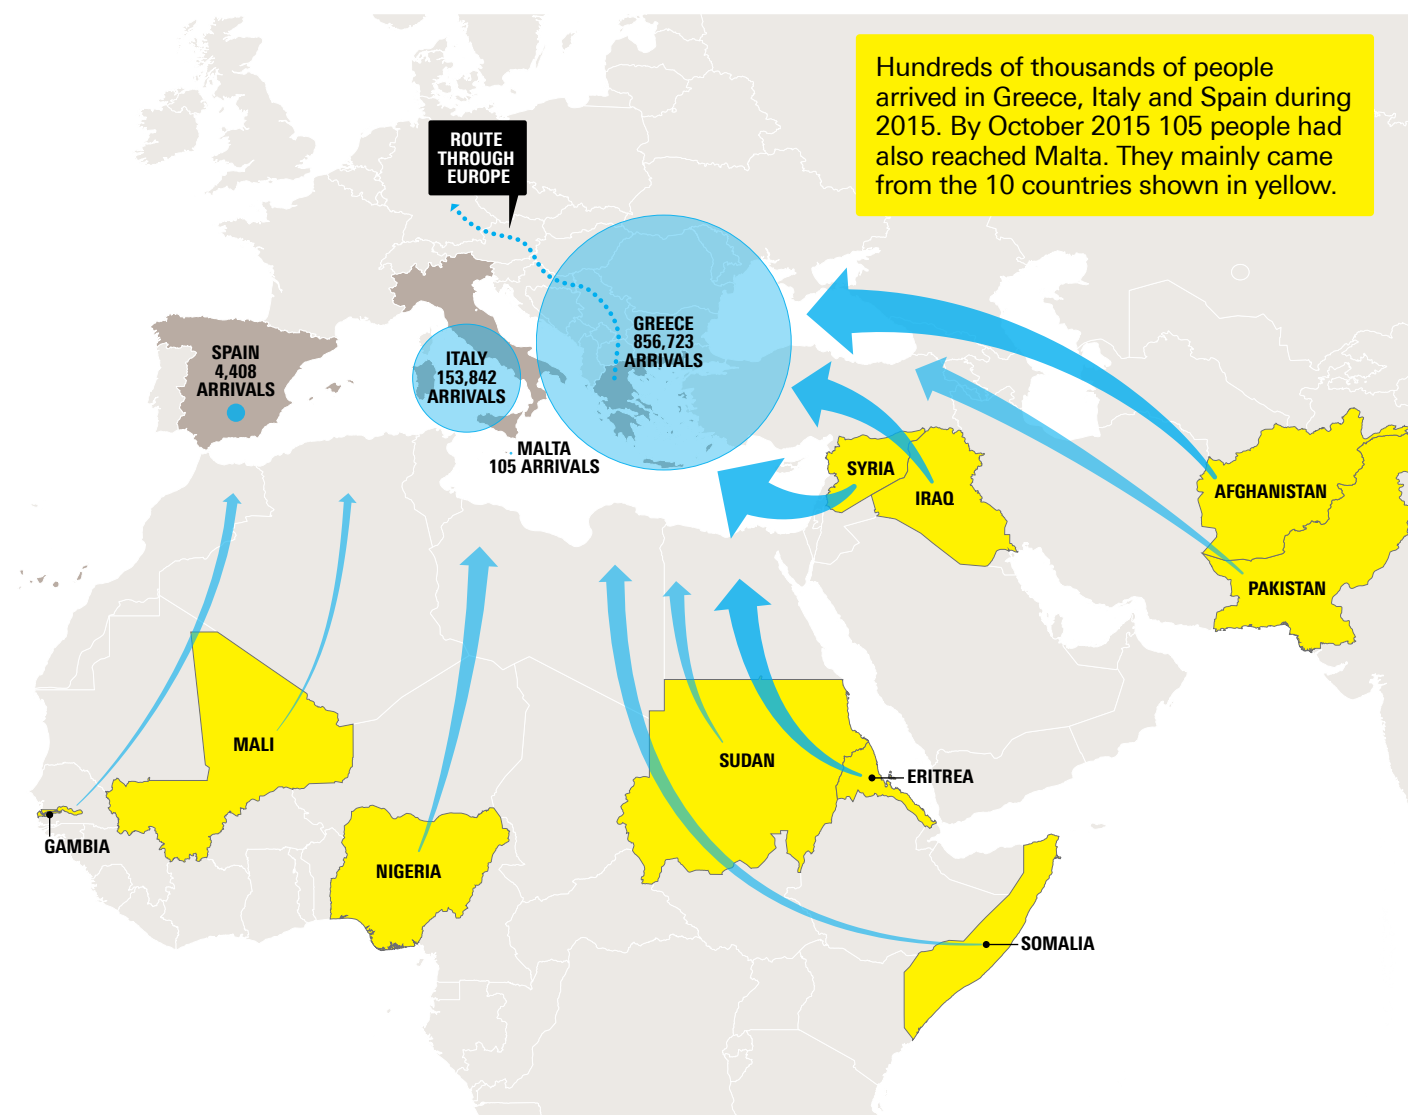 Hundreds of thousands of people
arrived in Greece, Italy and Spain during
2015. By October 2015 105 people had
also reached Malta. They mainly came
from the 10 countries shown in yellow.
ROUTE
THROUGH
EUROPE
GREECE
856,723
ARRIVALS
SPAIN
4,408
ARRIVALS
ITALY
153,842
ARRIVALS
MALTA
105 ARRIVALS
SYRIA
IRAQ
AFGHANISTAN
PAKISTAN
MALI
SUDAN
ERITREA
GAMBIA
NIGERIA
SOMALIA